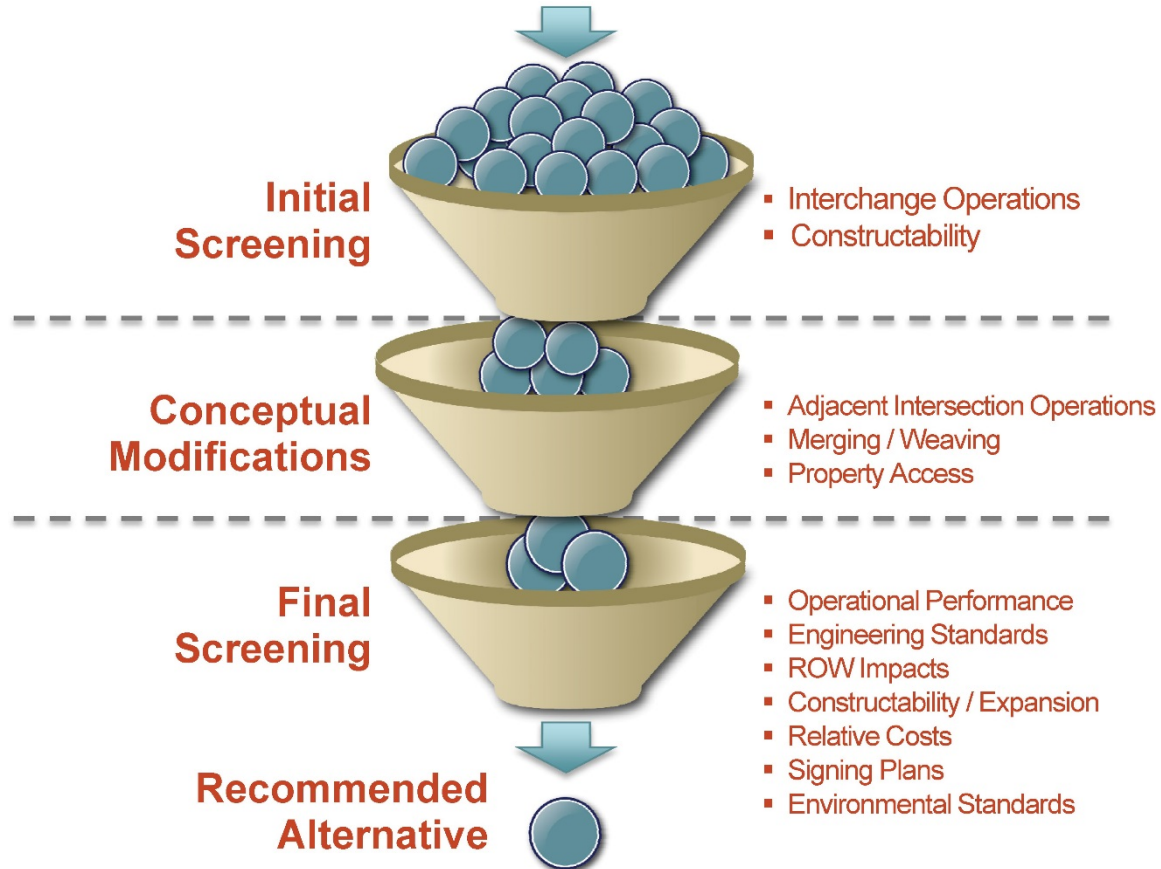 Initial
Screening
▪ Interchange Operations
▪ Constructability
Conceptual
Modifications
▪ Adjacent Intersection Operations
▪ Merging / Weaving
▪ Property Access
Final
Screening
▪ Operational Performance
▪ Engineering Standards
▪ ROW Impacts
▪ Constructability / Expansion
▪ Relative Costs
▪ Signing Plans
▪ Environmental Standards
Recommended
Alternative